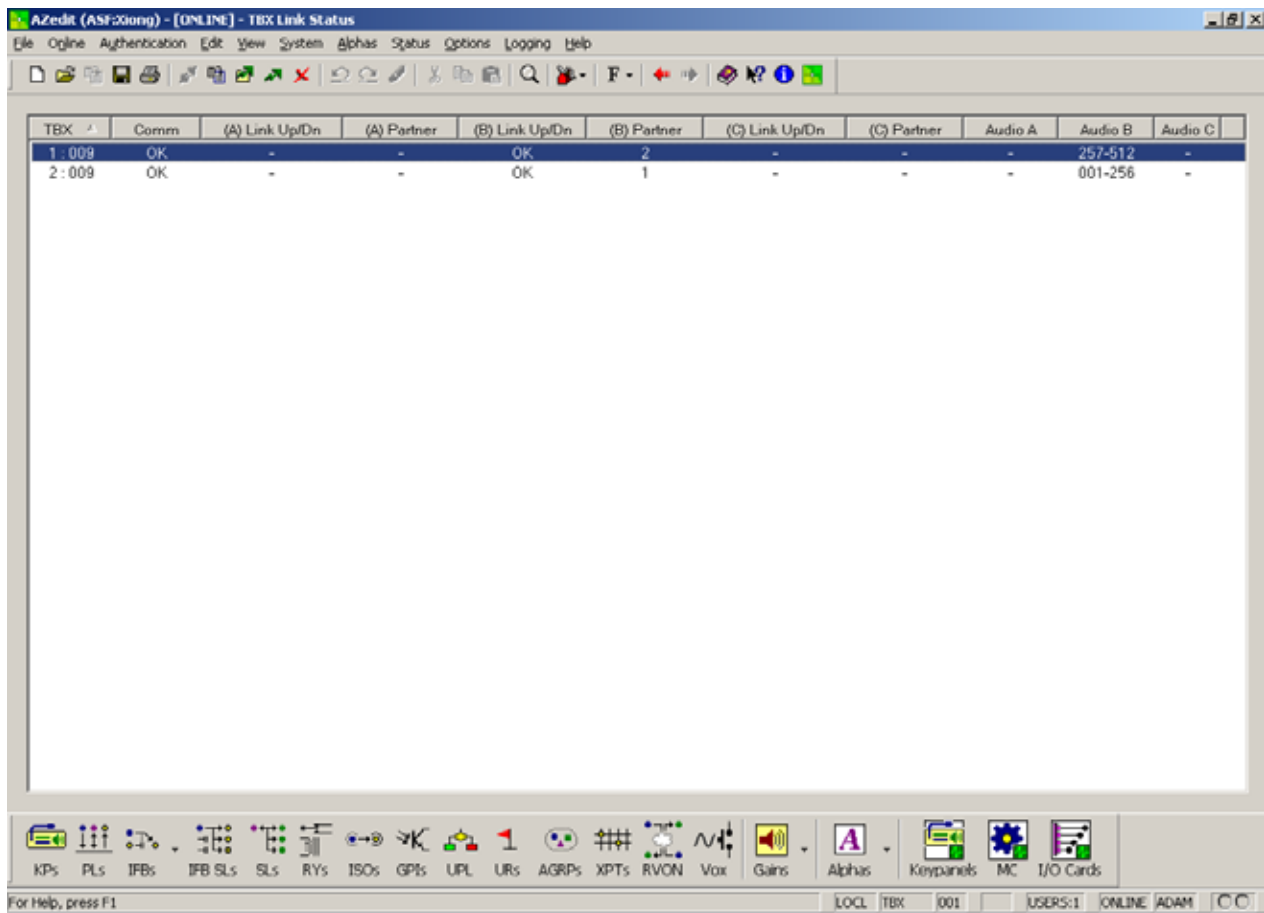 AZedit (ASF:Xiong) - [ONLINE] - TBX Link Status
File Online Authentication Edit View System Alphas Status Options Logging Help
F
TBX Comm (A) Link Up/Dn (A) Partner (B) Link Up/Dn (B) Partner (C) Link Up/Dn (C) Partner Audio A Audio B Audio C
1 : 009 OK - - OK 2 - - - 257-512 -
2 : 009 OK - - OK 1 - - - 001-256 -
KPs PLs IFBs IFB SLs SLs RYs ISOs GPIs UPL URs AGRPs XPTs RVON Vox Gains Alphas Keypanels MC I/O Cards
For Help, press F1 LOCL TBX 001 USERS:1 ONLINE ADAM